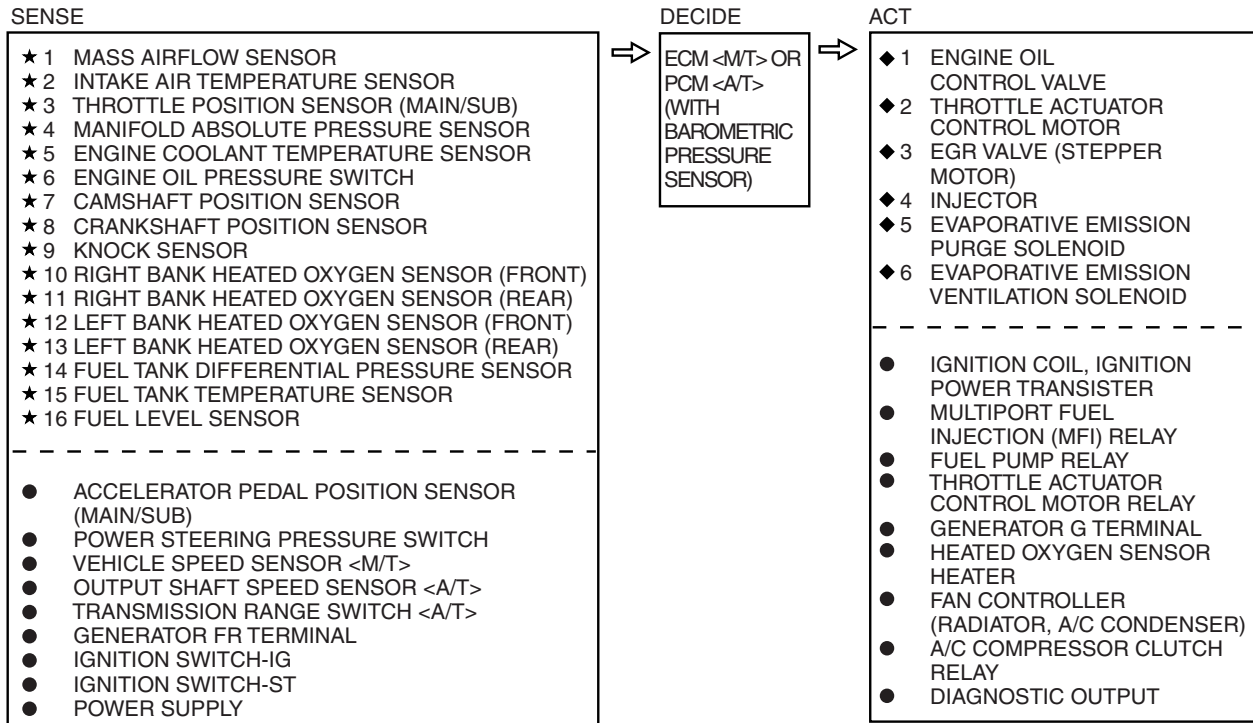 SENSE
★ 1 MASS AIRFLOW SENSOR
★ 2 INTAKE AIR TEMPERATURE SENSOR
★ 3 THROTTLE POSITION SENSOR (MAIN/SUB)
★ 4 MANIFOLD ABSOLUTE PRESSURE SENSOR
★ 5 ENGINE COOLANT TEMPERATURE SENSOR
★ 6 ENGINE OIL PRESSURE SWITCH
★ 7 CAMSHAFT POSITION SENSOR
★ 8 CRANKSHAFT POSITION SENSOR
★ 9 KNOCK SENSOR
★ 10 RIGHT BANK HEATED OXYGEN SENSOR (FRONT)
★ 11 RIGHT BANK HEATED OXYGEN SENSOR (REAR)
★ 12 LEFT BANK HEATED OXYGEN SENSOR (FRONT)
★ 13 LEFT BANK HEATED OXYGEN SENSOR (REAR)
★ 14 FUEL TANK DIFFERENTIAL PRESSURE SENSOR
★ 15 FUEL TANK TEMPERATURE SENSOR
★ 16 FUEL LEVEL SENSOR
● ACCELERATOR PEDAL POSITION SENSOR
(MAIN/SUB)
● POWER STEERING PRESSURE SWITCH
● VEHICLE SPEED SENSOR <M/T>
● OUTPUT SHAFT SPEED SENSOR <A/T>
● TRANSMISSION RANGE SWITCH <A/T>
● GENERATOR FR TERMINAL
● IGNITION SWITCH-IG
● IGNITION SWITCH-ST
● POWER SUPPLY
DECIDE
ECM <M/T> OR
PCM <A/T>
(WITH
BAROMETRIC
PRESSURE
SENSOR)
ACT
◆ 1 ENGINE OIL
CONTROL VALVE
◆ 2 THROTTLE ACTUATOR
CONTROL MOTOR
◆ 3 EGR VALVE (STEPPER
MOTOR)
◆ 4 INJECTOR
◆ 5 EVAPORATIVE EMISSION
PURGE SOLENOID
◆ 6 EVAPORATIVE EMISSION
VENTILATION SOLENOID
● IGNITION COIL, IGNITION
POWER TRANSISTER
● MULTIPORT FUEL
INJECTION (MFI) RELAY
● FUEL PUMP RELAY
● THROTTLE ACTUATOR
CONTROL MOTOR RELAY
● GENERATOR G TERMINAL
● HEATED OXYGEN SENSOR
HEATER
● FAN CONTROLLER
(RADIATOR, A/C CONDENSER)
● A/C COMPRESSOR CLUTCH
RELAY
● DIAGNOSTIC OUTPUT